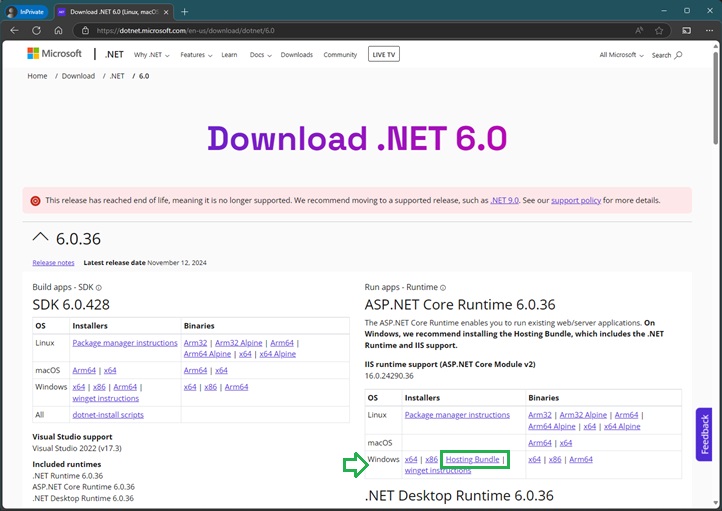 InPrivate
Download .NET 6.0 (Linux, macOS
https://dotnet.microsoft.com/en-us/download/dotnet/6.0
Microsoft
.NET
Why .NET
Features
Learn
Docs
Downloads
Community
LIVE TV
All Microsoft
Search
Home / Download / .NET / 6.0
Download .NET 6.0
This release has reached end of life, meaning it is no longer supported. We recommend moving to a supported release, such as .NET 9.0. See our support policy for more details.
6.0.36
Release notes Latest release date November 12, 2024
Build apps - SDK
SDK 6.0.428
OS Installers Binaries
Linux Package manager instructions Arm32 | Arm32 Alpine | Arm64 |
Arm64 Alpine | x64 | x64 Alpine
macOS Arm64 | x64 Arm64 | x64
Windows x64 | x86 | Arm64 | x64 | x86 | Arm64
winget instructions
All dotnet-install scripts
Visual Studio support
Visual Studio 2022 (v17.3)
Included runtimes
.NET Runtime 6.0.36
ASP.NET Core Runtime 6.0.36
.NET Desktop Runtime 6.0.36
Run apps - Runtime
ASP.NET Core Runtime 6.0.36
The ASP.NET Core Runtime enables you to run existing web/server applications. On
Windows, we recommend installing the Hosting Bundle, which includes the .NET
Runtime and IIS support.
IIS runtime support (ASP.NET Core Module v2)
16.0.24290.36
OS Installers Binaries
Linux Package manager instructions Arm32 | Arm32 Alpine | Arm64 |
Arm64 Alpine | x64 | x64 Alpine
macOS Arm64 | x64
Windows x64 | x86 | Hosting Bundle | x64 | x86 | Arm64
winget instructions
.NET Desktop Runtime 6.0.36
Feedback